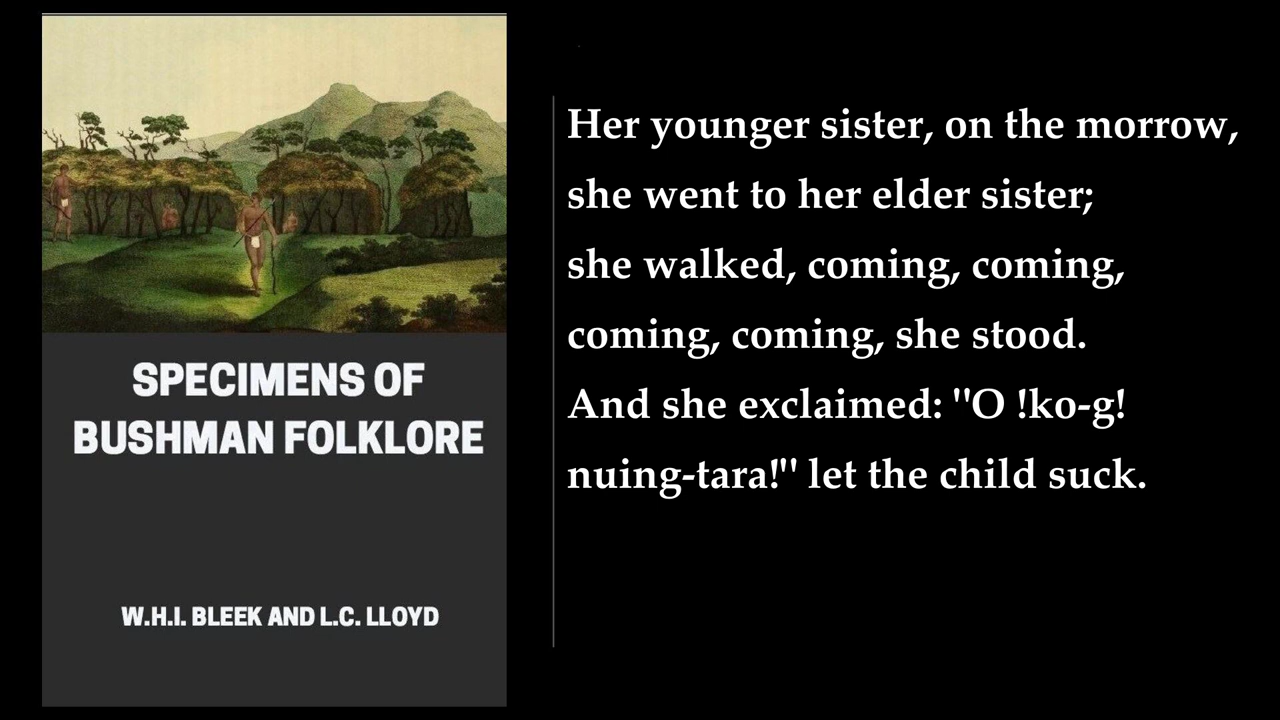 SPECIMENS OF
BUSHMAN FOLKLORE
W.H.I. BLEEK AND L.C. LLOYD
Her younger sister, on the morrow,
she went to her elder sister;
she walked, coming, coming,
coming, coming, she stood.
And she exclaimed: "O !ko-g!
nuing-tara!" let the child suck.